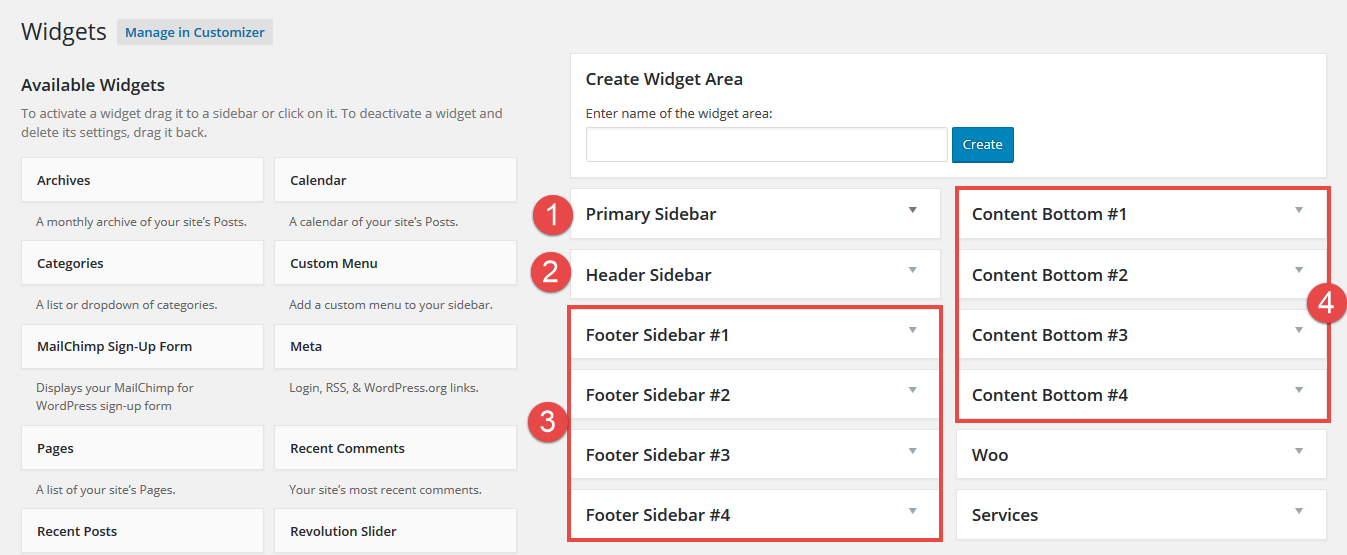 Widgets
Manage in Customizer
Available Widgets
To activate a widget drag it to a sidebar or click on it. To deactivate a widget and
delete its settings, drag it back.
Archives
Calendar
A monthly archive of your site's Posts.
A calendar of your site's Posts.
Categories
Custom Menu
A list or dropdown of categories.
Add a custom menu to your sidebar.
MailChimp Sign-Up Form
Meta
Displays your MailChimp for
WordPress sign-up form
Login, RSS, & WordPress.org links.
Pages
Recent Comments
A list of your site's Pages.
Your site's most recent comments.
Recent Posts
Revolution Slider
Create Widget Area
Enter name of the widget area:
Create
1
Primary Sidebar
2
Header Sidebar
3
Footer Sidebar #1
Footer Sidebar #2
Footer Sidebar #3
Footer Sidebar #4
Content Bottom #1
Content Bottom #2
4
Content Bottom #3
Content Bottom #4
Woo
Services